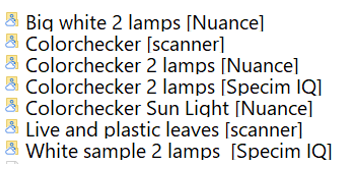 Big white 2 lamps [Nuance]
Colorchecker [scanner]
Colorchecker 2 lamps [Nuance]
Colorchecker 2 lamps [Specim IQ]
Colorchecker Sun Light [Nuance]
Live and plastic leaves [scanner]
White sample 2 lamps  [Specim IQ]